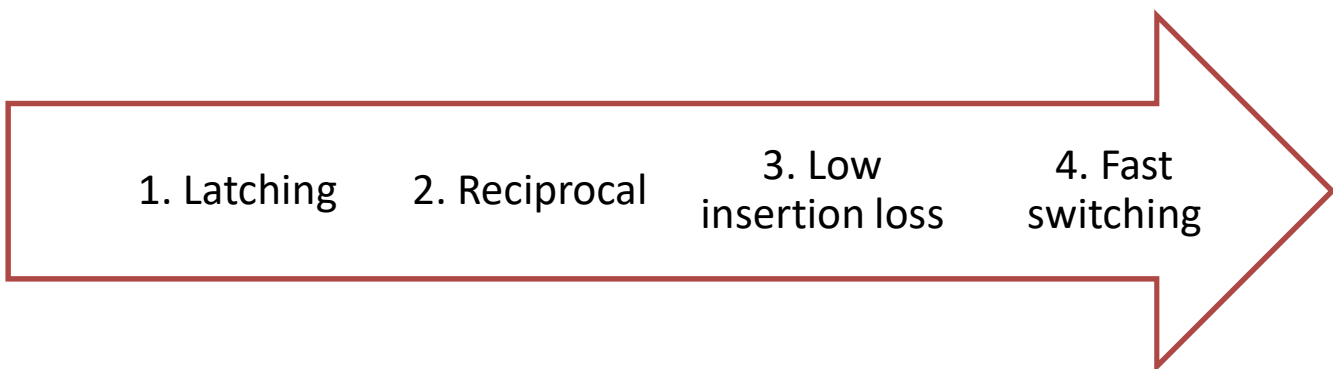 1. Latching
2. Reciprocal
3. Low
insertion loss
4. Fast
switching